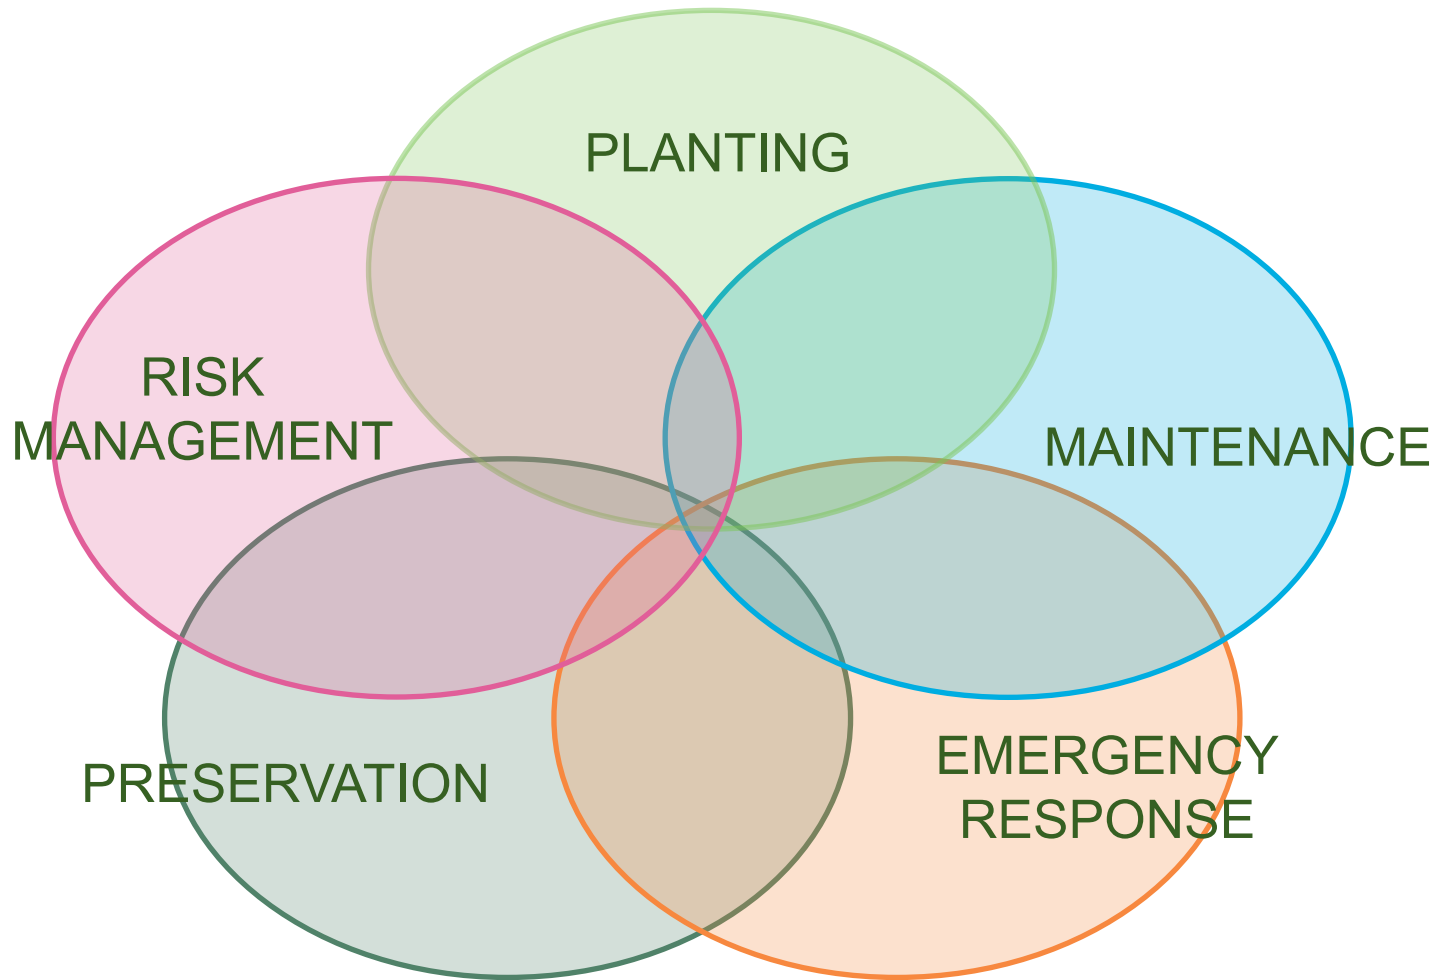 PLANTING
RISK
MANAGEMENT
MAINTENANCE
PRESERVATION
EMERGENCY
RESPONSE